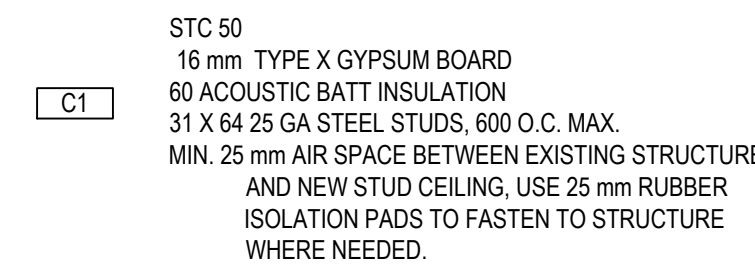 STC 50
16 mm TYPE X GYPSUM BOARD
C1
60 ACOUSTIC BATT INSULATION
31 X 64 25 GA STEEL STUDS, 600 O.C. MAX.
MIN. 25 mm AIR SPACE BETWEEN EXISTING STRUCTURE
AND NEW STUD CEILING, USE 25 mm RUBBER
ISOLATION PADS TO FASTEN TO STRUCTURE
WHERE NEEDED.